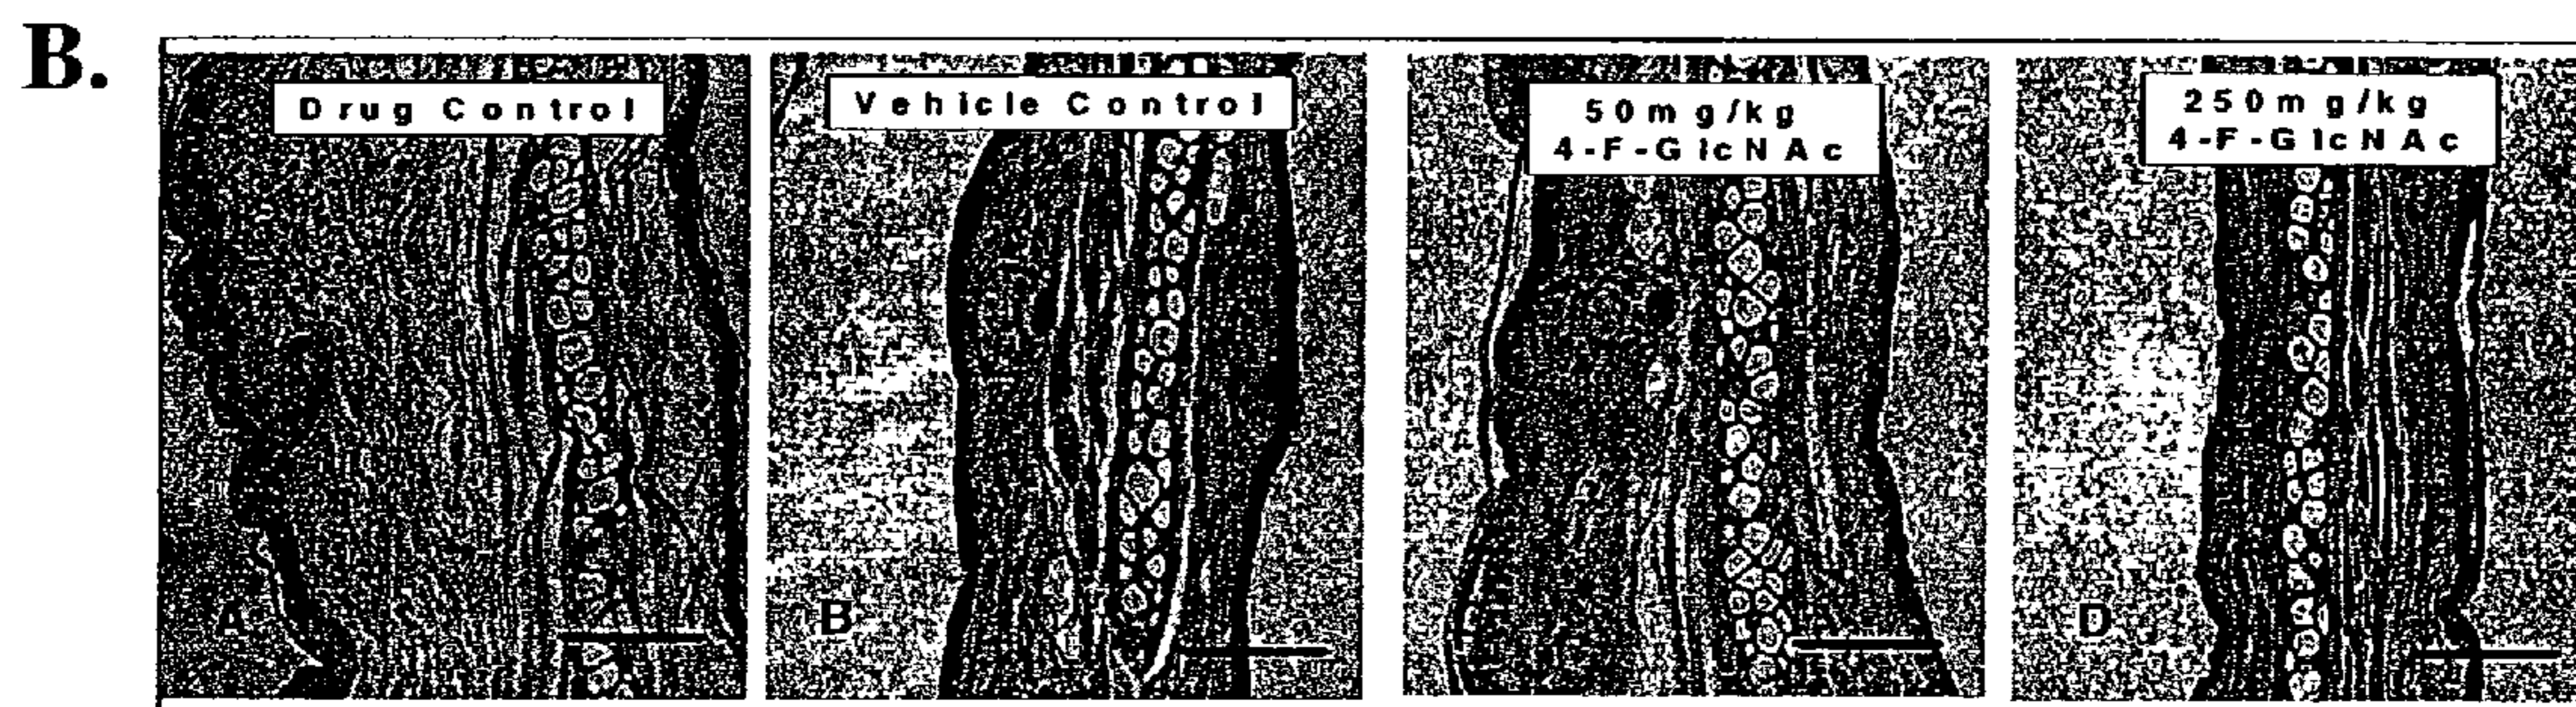 B.
Drug Control
Vehicle Control
50mg/kg
4-F-GlcNAc
250mg/kg
4-F-GlcNAc
A
B
D